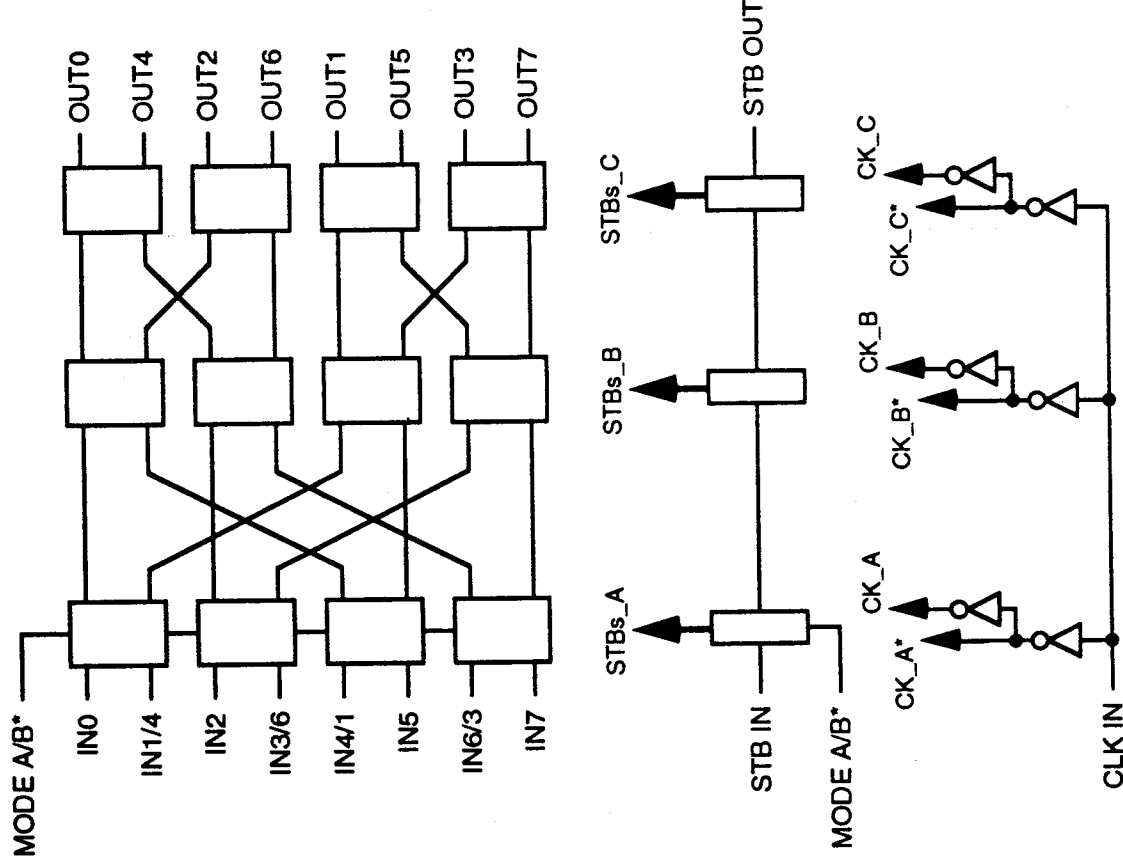 MODE A/B*
IN0
IN1/4
IN2
IN3/6
IN4/1
IN5
IN6/3
IN7
OUT0
OUT4
OUT2
OUT6
OUT1
OUT5
OUT3
OUT7
STBs_A
STBs_B
STBs_C
STB IN
STB OUT
MODE A/B*
CK_A*
CK_A
CK_B*
CK_B
CK_C*
CK_C
CLK IN